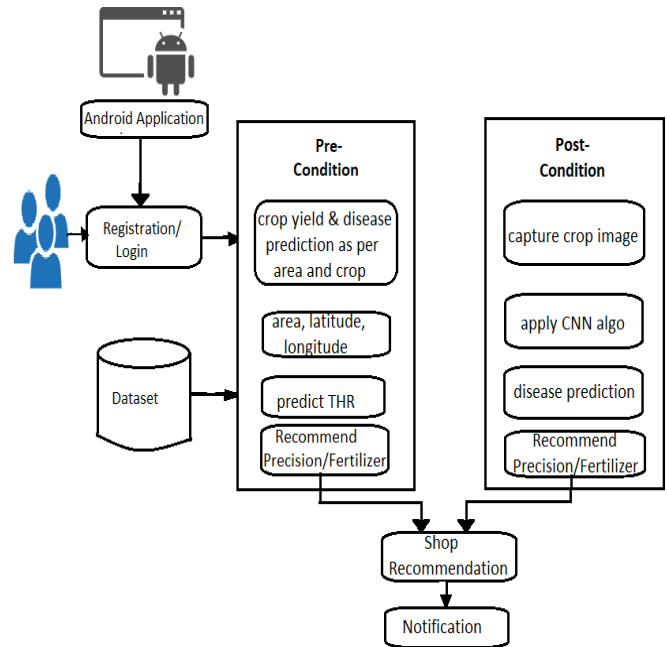 Android Application
Registration/
Login
Dataset
Pre-
Condition
crop yield & disease
prediction as per
area and crop
area, latitude,
longitude
predict THR
Recommend
Precision/Fertilizer
Post-
Condition
capture crop image
apply CNN algo
disease prediction
Recommend
Precision/Fertilizer
Shop
Recommendation
Notification